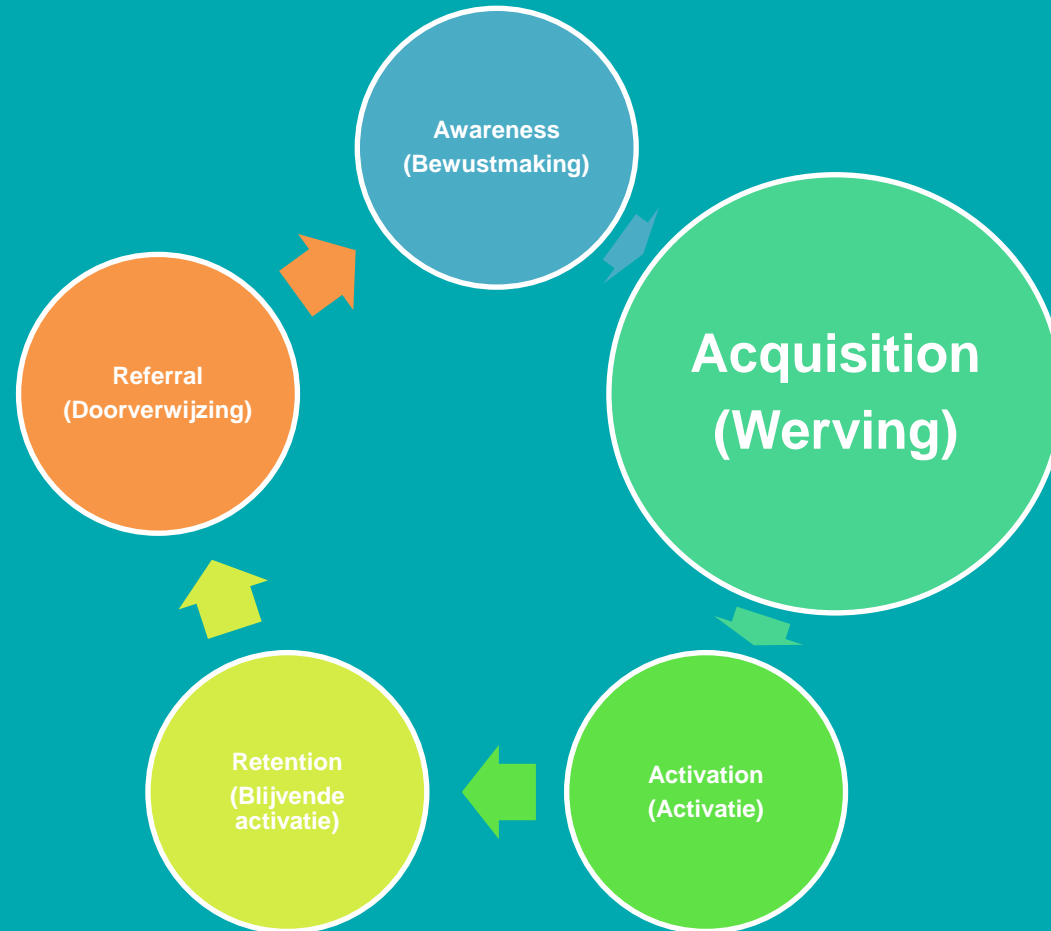 Awareness
(Bewustmaking)
Acquisition
(Werving)
Activation
(Activatie)
Retention
(Blijvende
activatie)
Referral
(Doorverwijzing)